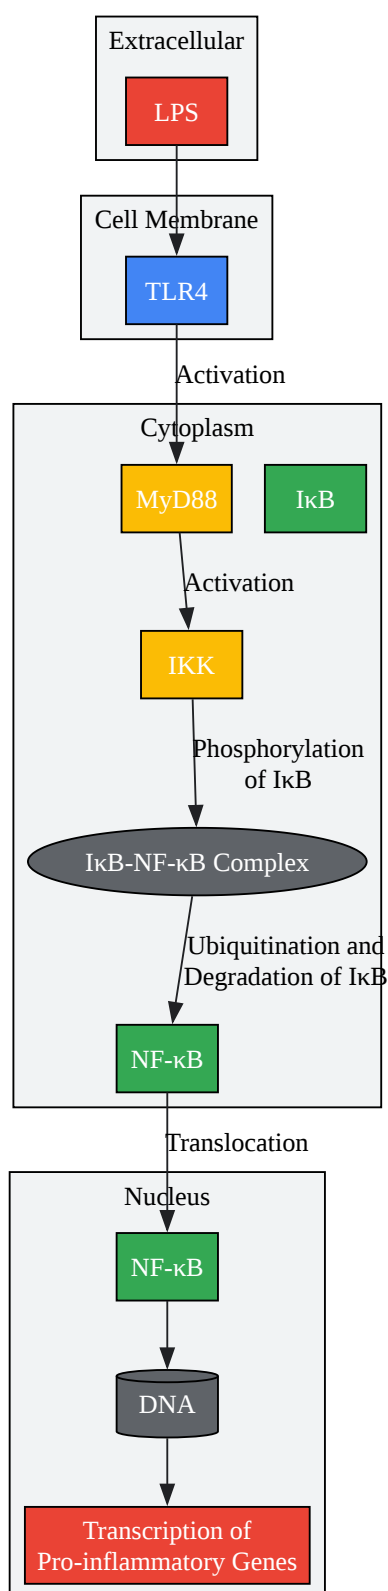 Extracellular
LPS
Cell Membrane
TLR4
Activation
Cytoplasm
MyD88
IκB
Activation
IKK
Phosphorylation
of IκB
IκB-NF-κB Complex
Ubiquitination and
Degradation of IκB
NF-κB
Translocation
Nucleus
NF-κB
DNA
Transcription of
Pro-inflammatory Genes